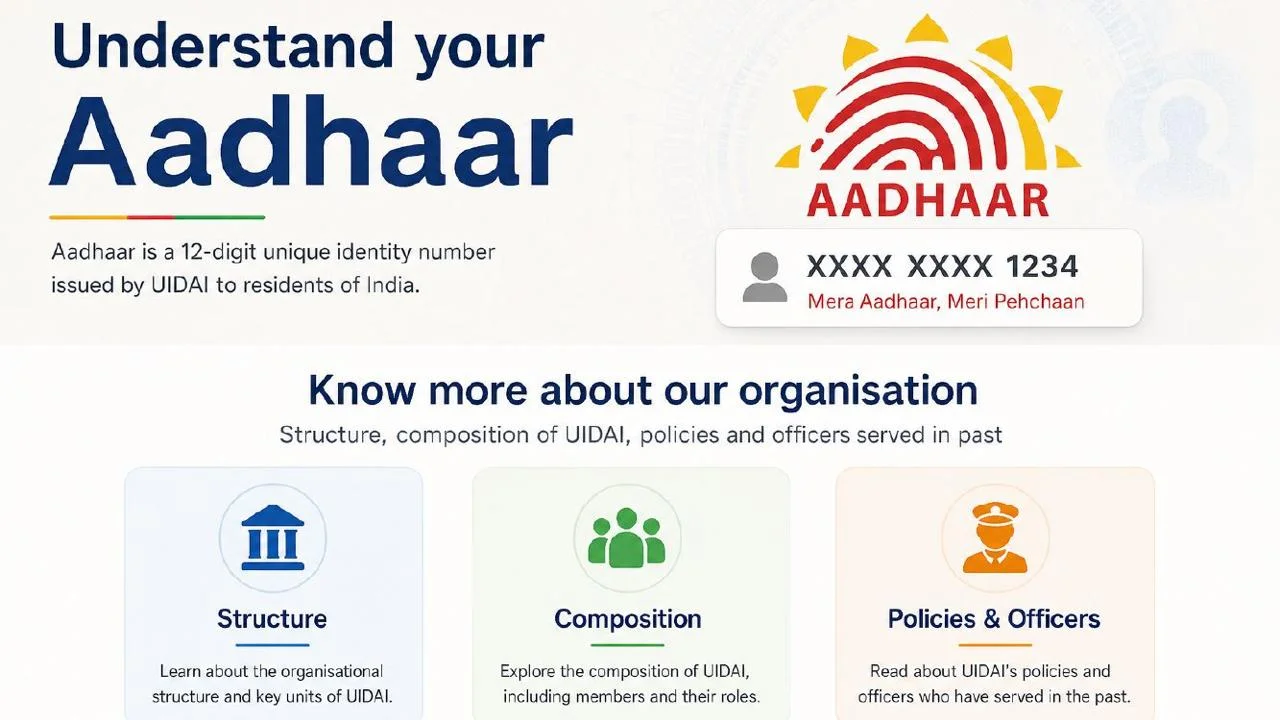 Understand your
Aadhaar
Aadhaar is a 12-digit unique identity number
issued by UIDAI to residents of India.
AADHAAR
XXXX XXXX 1234
Mera Aadhaar, Meri Pehchaan
Know more about our organisation
Structure, composition of UIDAI, policies and officers served in past
Structure
Learn about the organisational
structure and key units of UIDAI.
Composition
Explore the composition of UIDAI,
including members and their roles.
Policies & Officers
Read about UIDAI's policies and
officers who have served in the past.